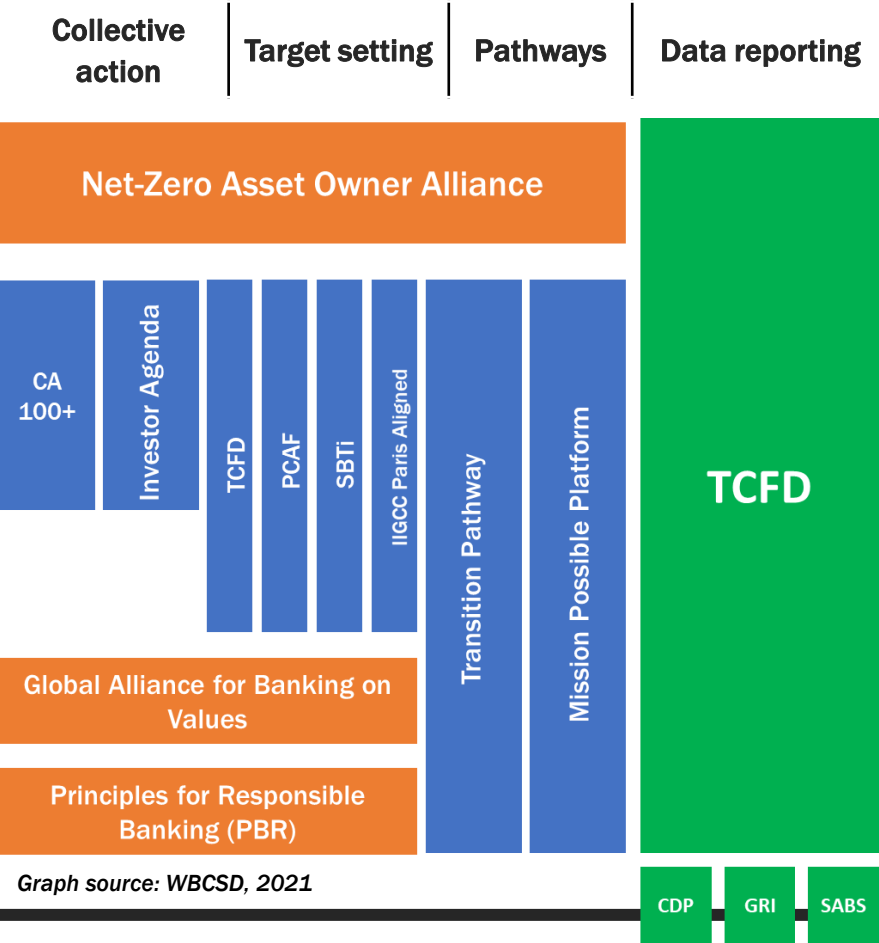 Collective
action
Target setting
Pathways
Data reporting
Net-Zero Asset Owner Alliance
CA
100+
Investor Agenda
TCFD
PCAF
SBTi
IIGCC Paris Aligned
Transition Pathway
Mission Possible Platform
TCFD
Global Alliance for Banking on
Values
Principles for Responsible
Banking (PBR)
Graph source: WBCSD, 2021
CDP
GRI
SABS